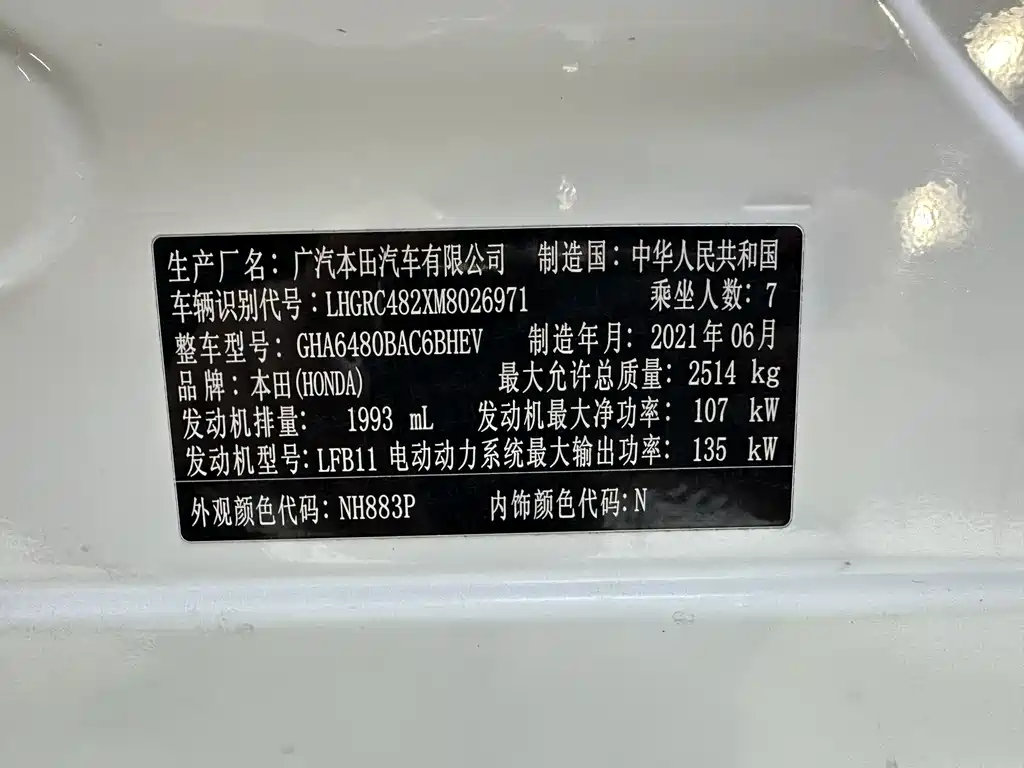 生产厂名：广汽本田汽车有限公司 制造国：中华人民共和国
车辆识别代号：LHGRC482XM8026971 乘坐人数：7
整车型号：GHA6480BAC6BHEV 制造年月：2021年06月
品牌：本田(HONDA) 最大允许总质量：2514 kg
发动机排量： 1993 mL 发动机最大净功率： 107 kW
发动机型号：LFB11 电动动力系统最大输出功率： 135 kW
外观颜色代码：NH883P 内饰颜色代码：N